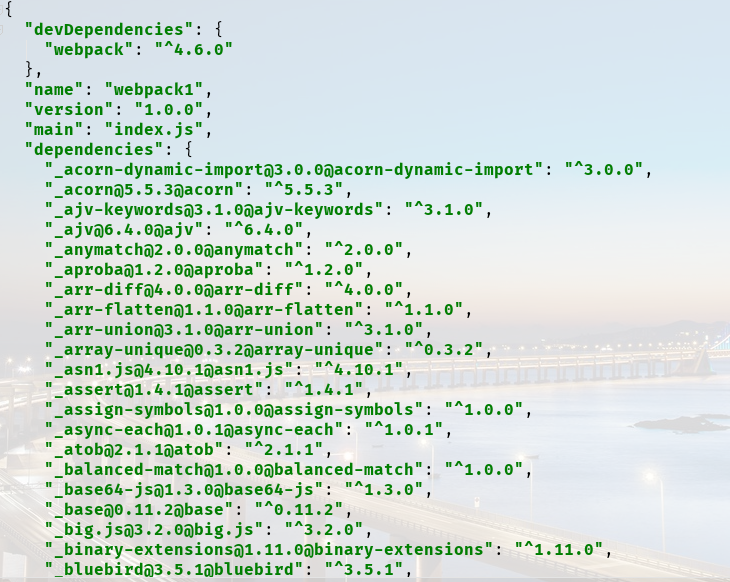 {
"devDependencies": {
"webpack": "^4.6.0"
},
"name": "webpack1",
"version": "1.0.0",
"main": "index.js",
"dependencies": {
"_acorn-dynamic-import@3.0.0@acorn-dynamic-import": "^3.0.0",
"_acorn@5.5.3@acorn": "^5.5.3",
"_ajv-keywords@3.1.0@ajv-keywords": "^3.1.0",
"_ajv@6.4.0@ajv": "^6.4.0",
"_anymatch@2.0.0@anymatch": "^2.0.0",
"_aproba@1.2.0@aproba": "^1.2.0",
"_arr-diff@4.0.0@arr-diff": "^4.0.0",
"_arr-flatten@1.1.0@arr-flatten": "^1.1.0",
"_arr-union@3.1.0@arr-union": "^3.1.0",
"_array-unique@0.3.2@array-unique": "^0.3.2",
"_asn1.js@4.10.1@asn1.js": "^4.10.1",
"_assert@1.4.1@assert": "^1.4.1",
"_assign-symbols@1.0.0@assign-symbols": "^1.0.0",
"_async-each@1.0.1@async-each": "^1.0.1",
"_atob@2.1.1@atob": "^2.1.1",
"_balanced-match@1.0.0@balanced-match": "^1.0.0",
"_base64-js@1.3.0@base64-js": "^1.3.0",
"_base@0.11.2@base": "^0.11.2",
"_big.js@3.2.0@big.js": "^3.2.0",
"_binary-extensions@1.11.0@binary-extensions": "^1.11.0",
"_bluebird@3.5.1@bluebird": "^3.5.1",